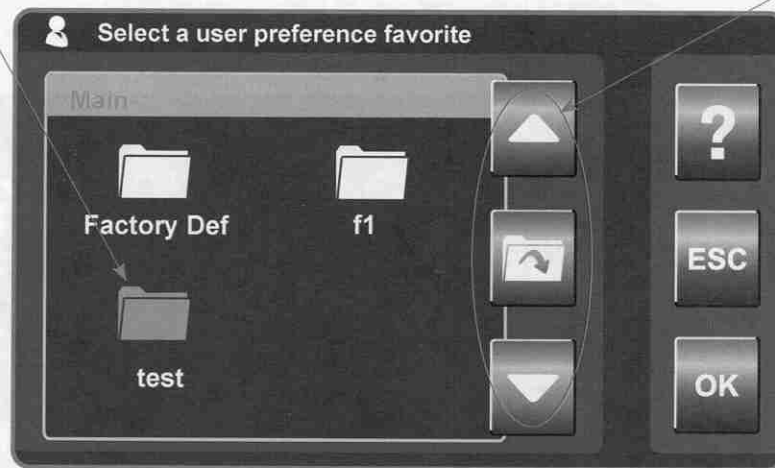 Select a user preference favorite
Main
Factory Def
f1
test
?
ESC
OK